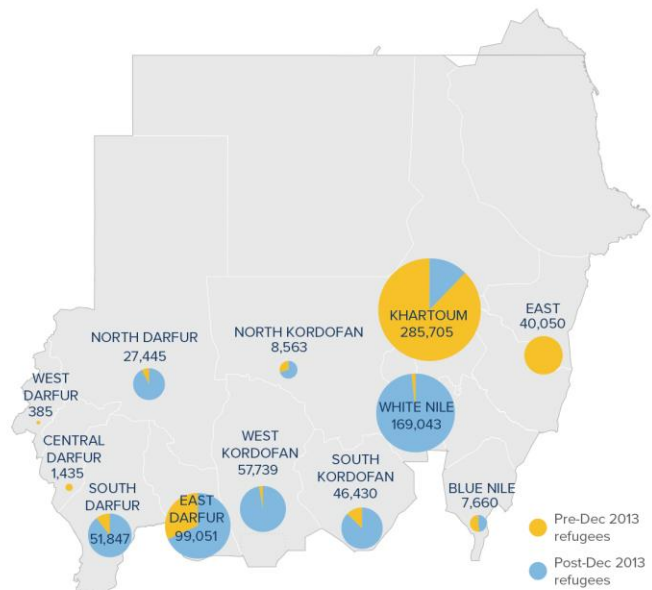 KHARTOUM
285,705
EAST
40,050
NORTH DARFUR
27,445
NORTH KORDOFAN
8,563
WEST
DARFUR
385
WHITE NILE
169,043
CENTRAL
DARFUR
1,435
WEST
KORDOFAN
57,739
SOUTH
KORDOFAN
46,430
SOUTH
DARFUR
51,847
EAST
DARFUR
99,051
BLUE NILE
7,660
Pre-Dec 2013
refugees
Post-Dec 2013
refugees